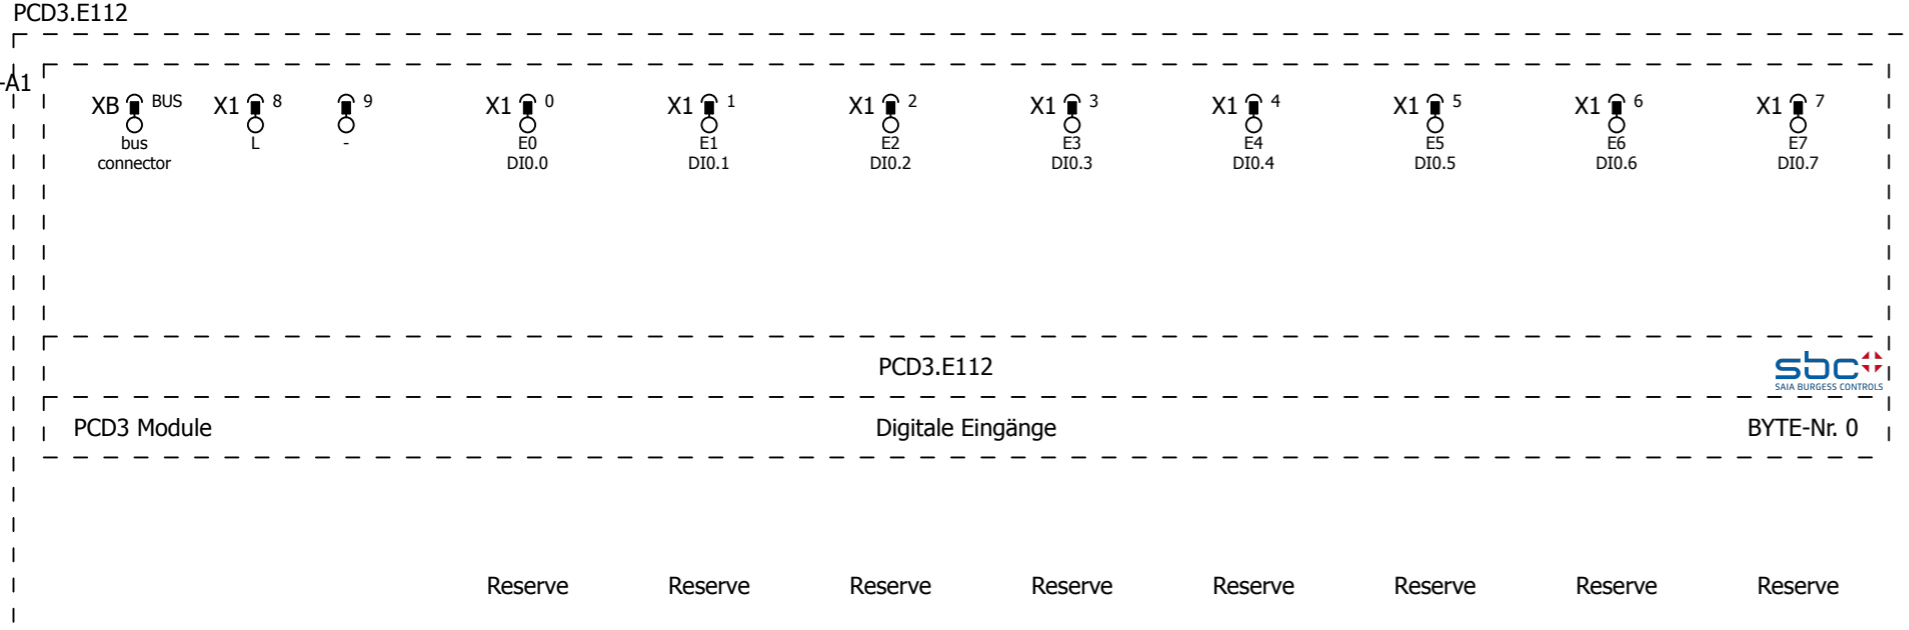 PCD3.E112
-A1
XB BUS X1 8 9 X1 0 X1 1 X1 2 X1 3 X1 4 X1 5 X1 6 X1 7
bus L - E0 E1 E2 E3 E4 E5 E6 E7
connector DI0.0 DI0.1 DI0.2 DI0.3 DI0.4 DI0.5 DI0.6 DI0.7
PCD3.E112
sbc
SAIA BURGESS CONTROLS
PCD3 Module Digitale Eingänge BYTE-Nr. 0
Reserve Reserve Reserve Reserve Reserve Reserve Reserve Reserve